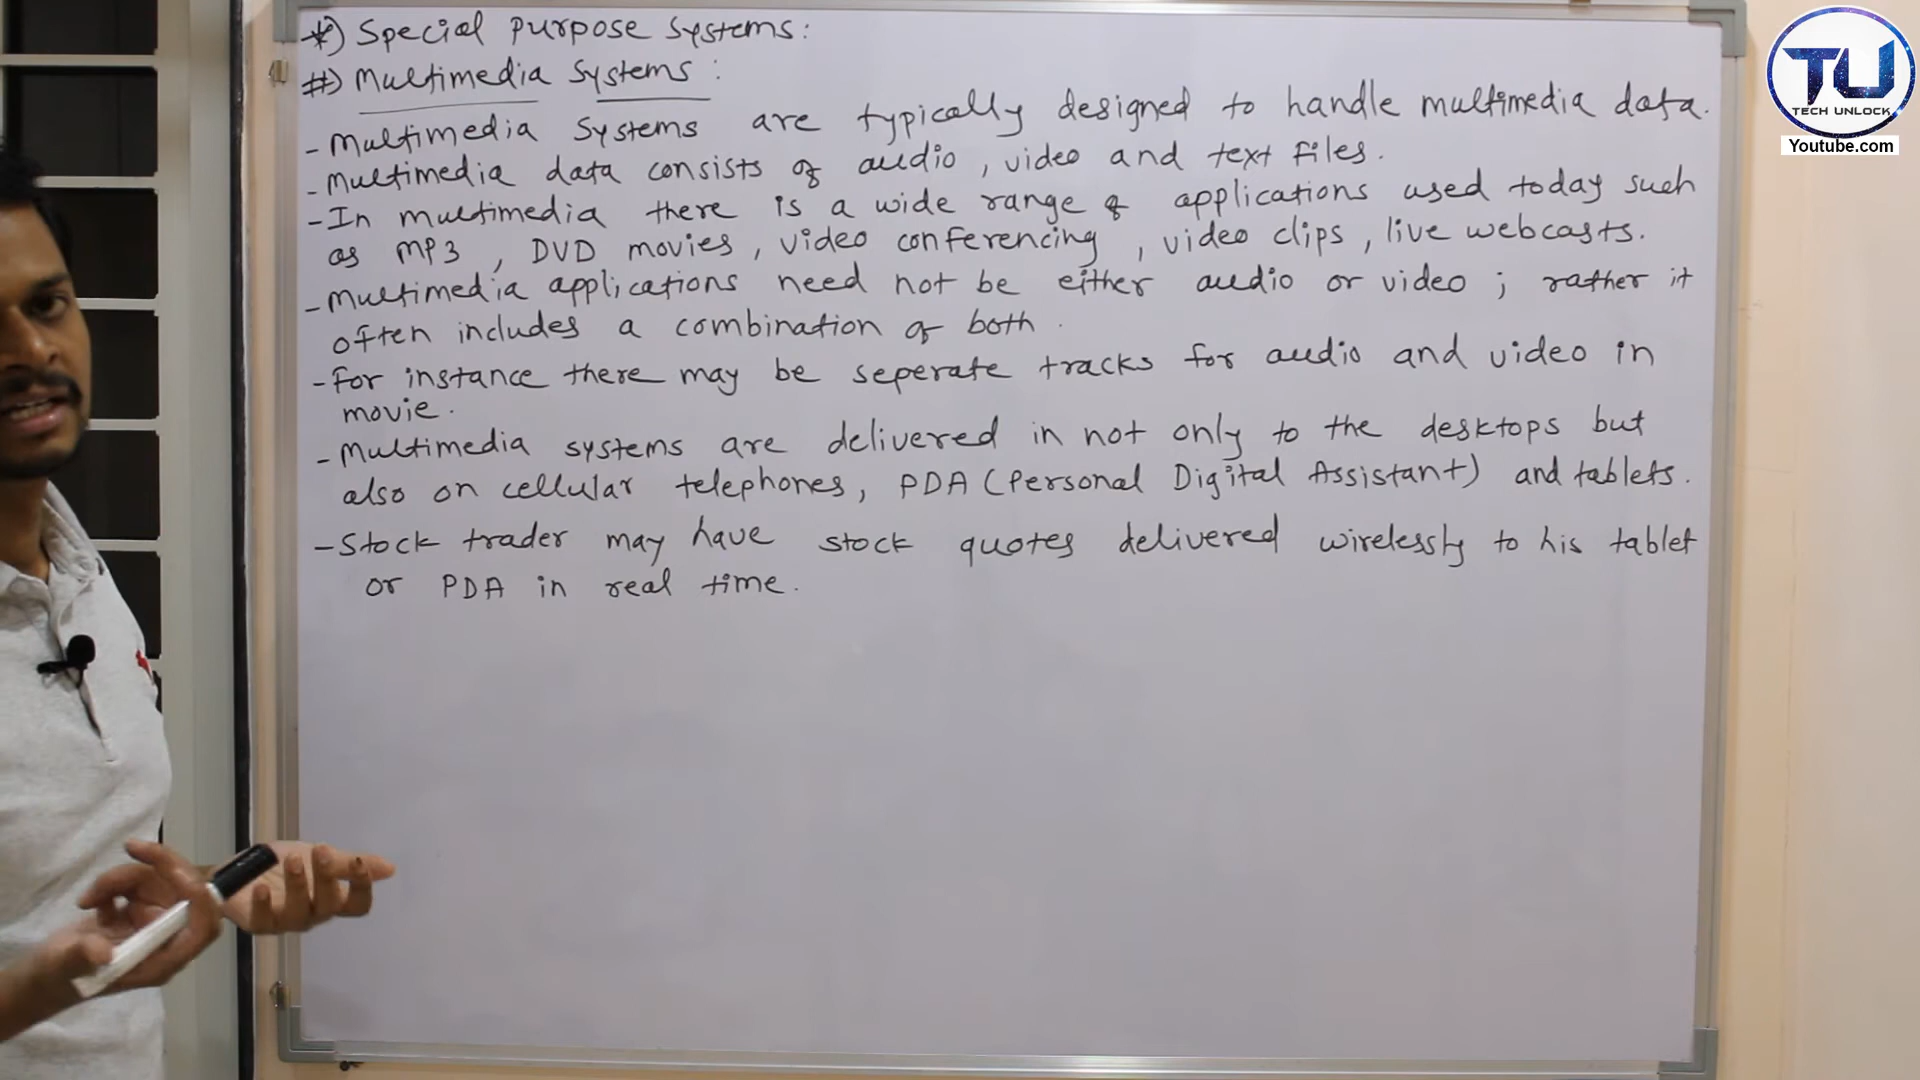 *) Special purpose systems:
#) Multimedia Systems :
- Multimedia Systems are typically designed to handle multimedia data.
- Multimedia data consists of audio , video and text files.
- In multimedia there is a wide range of applications used today such
as MP3 , DVD movies , video conferencing , video clips , live webcasts.
- Multimedia applications need not be either audio or video ; rather it
often includes a combination of both .
- For instance there may be seperate tracks for audio and video in
movie.
- Multimedia systems are delivered in not only to the desktops but
also on cellular telephones, PDA (Personal Digital Assistant) and tablets.
- Stock trader may have stock quotes delivered wirelessly to his tablet
or PDA in real time.
TU
TECH UNLOCK
Youtube.com